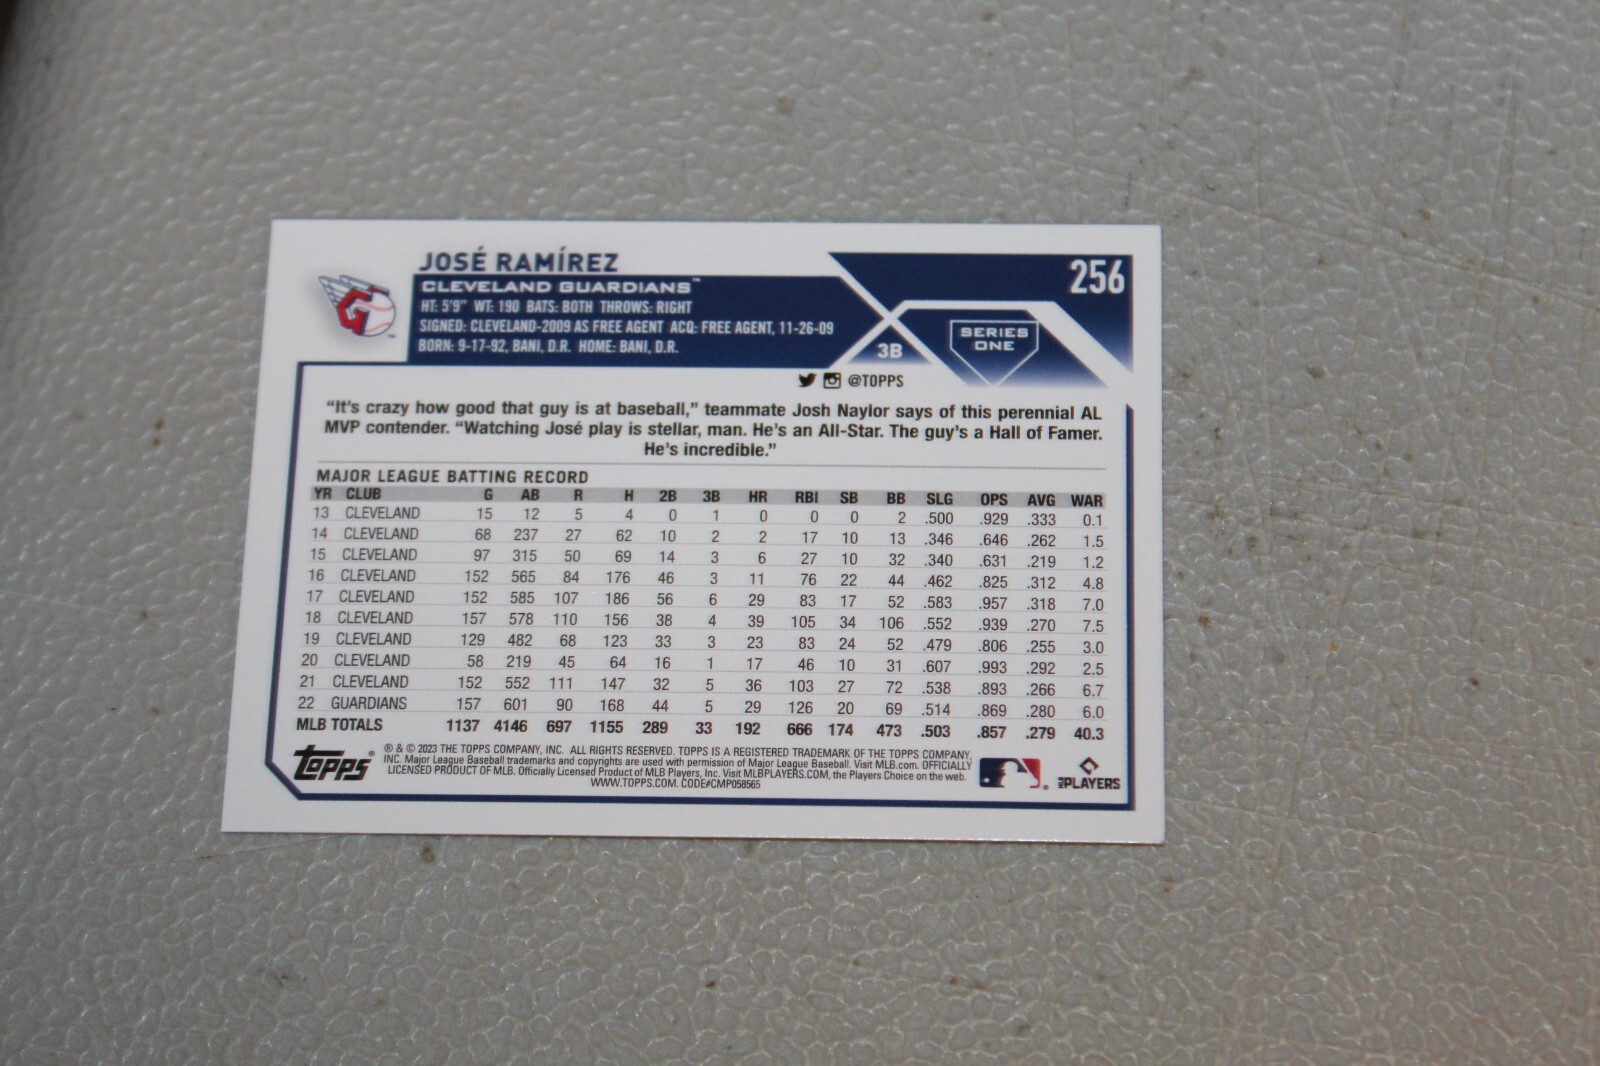 JOSÉ RAMÍREZ
256
CLEVELAND GUARDIANS™
HT: 5'9" WT: 190 BATS: BOTH THROWS: RIGHT
SIGNED: CLEVELAND-2009 AS FREE AGENT ACQ: FREE AGENT, 11-26-09
BORN: 9-17-92, BANI, D.R. HOME: BANI, D.R.
3B
SERIES
ONE
@TOPPS
“It's crazy how good that guy is at baseball,” teammate Josh Naylor says of this perennial AL
MVP contender. “Watching José play is stellar, man. He's an All-Star. The guy's a Hall of Famer.
He's incredible.”
MAJOR LEAGUE BATTING RECORD
YR CLUB G AB R H 2B 3B HR RBI SB BB SLG OPS AVG WAR
13 CLEVELAND 15 12 5 4 0 1 0 0 0 2 .500 .929 .333 0.1
14 CLEVELAND 68 237 27 62 10 2 2 17 10 13 .346 .646 .262 1.5
15 CLEVELAND 97 315 50 69 14 3 6 27 10 32 .340 .631 .219 1.2
16 CLEVELAND 152 565 84 176 46 3 11 76 22 44 .462 .825 .312 4.8
17 CLEVELAND 152 585 107 186 56 6 29 83 17 52 .583 .957 .318 7.0
18 CLEVELAND 157 578 110 156 38 4 39 105 34 106 .552 .939 .270 7.5
19 CLEVELAND 129 482 68 123 33 3 23 83 24 52 .479 .806 .255 3.0
20 CLEVELAND 58 219 45 64 16 1 17 46 10 31 .607 .993 .292 2.5
21 CLEVELAND 152 552 111 147 32 5 36 103 27 72 .538 .893 .266 6.7
22 GUARDIANS 157 601 90 168 44 5 29 126 20 69 .514 .869 .280 6.0
MLB TOTALS 1137 4146 697 1155 289 33 192 666 174 473 .503 .857 .279 40.3
Topps®
® & © 2023 THE TOPPS COMPANY, INC. ALL RIGHTS RESERVED. TOPPS IS A REGISTERED TRADEMARK OF THE TOPPS COMPANY,
INC. Major League Baseball trademarks and copyrights are used with permission of Major League Baseball. Visit MLB.com. OFFICIALLY
LICENSED PRODUCT OF MLB. Officially Licensed Product of MLB Players, Inc. Visit MLBPLAYERS.COM, the Players Choice on the web.
WWW.TOPPS.COM. CODE#CMP058565
MLB PLAYERS